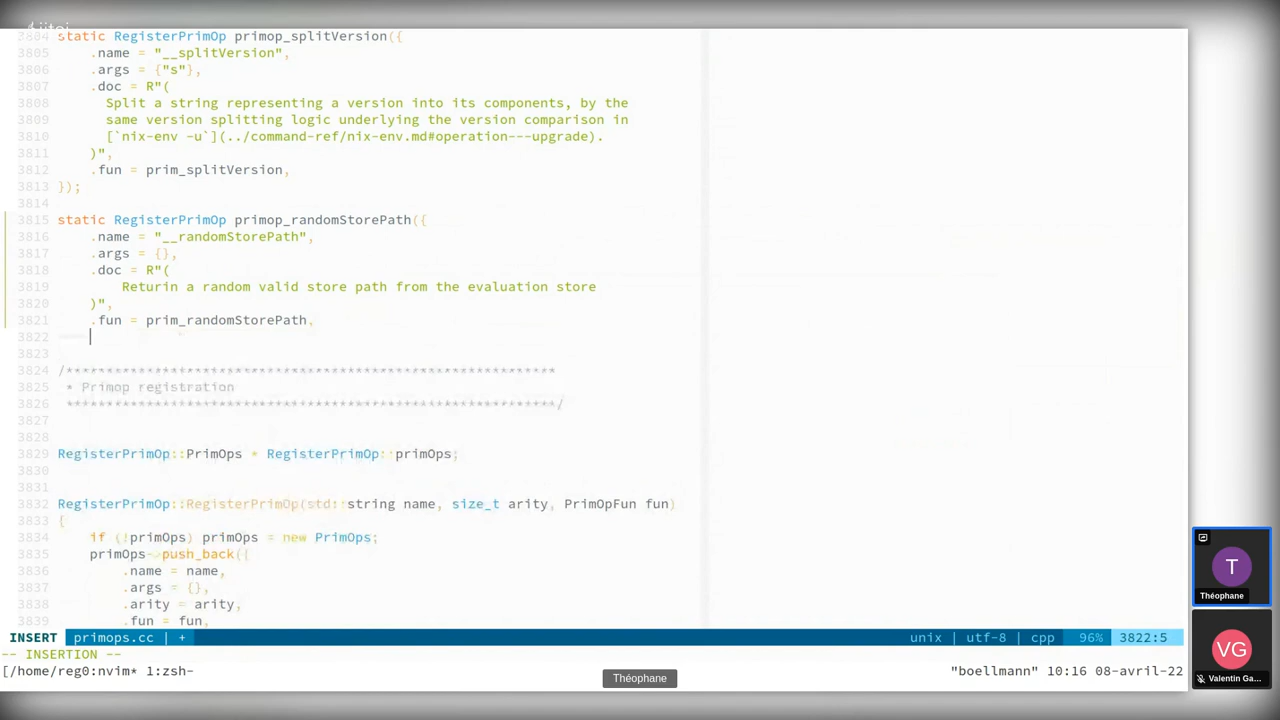 3804 static RegisterPrimOp primop_splitVersion({
3805     .name = "__splitVersion",
3806     .args = {"s"},
3807     .doc = R"(
3808       Split a string representing a version into its components, by the
3809       same version splitting logic underlying the version comparison in
3810       [`nix-env -u`](../command-ref/nix-env.md#operation---upgrade).
3811     )",
3812     .fun = prim_splitVersion,
3813 });
3814
3815 static RegisterPrimOp primop_randomStorePath({
3816     .name = "__randomStorePath",
3817     .args = {},
3818     .doc = R"(
3819         Returin a random valid store path from the evaluation store
3820     )",
3821     .fun = prim_randomStorePath,
3822
3823
3824 /*************************************************************
3825  * Primop registration
3826  *************************************************************/
3827
3828
3829 RegisterPrimOp::PrimOps * RegisterPrimOp::primOps;
3830
3831
3832 RegisterPrimOp::RegisterPrimOp(std::string name, size_t arity, PrimOpFun fun)
3833 {
3834     if (!primOps) primOps = new PrimOps;
3835     primOps->push_back({
3836         .name = name,
3837         .args = {},
3838         .arity = arity,
3839         .fun = fun,
INSERT primops.cc | + unix | utf-8 | cpp 96% 3822:5
-- INSERTION --
[/home/reg0:nvim* 1:zsh- "boellmann" 10:16 08-avril-22
Théophane
T
Théophane
VG
Valentin Ga...